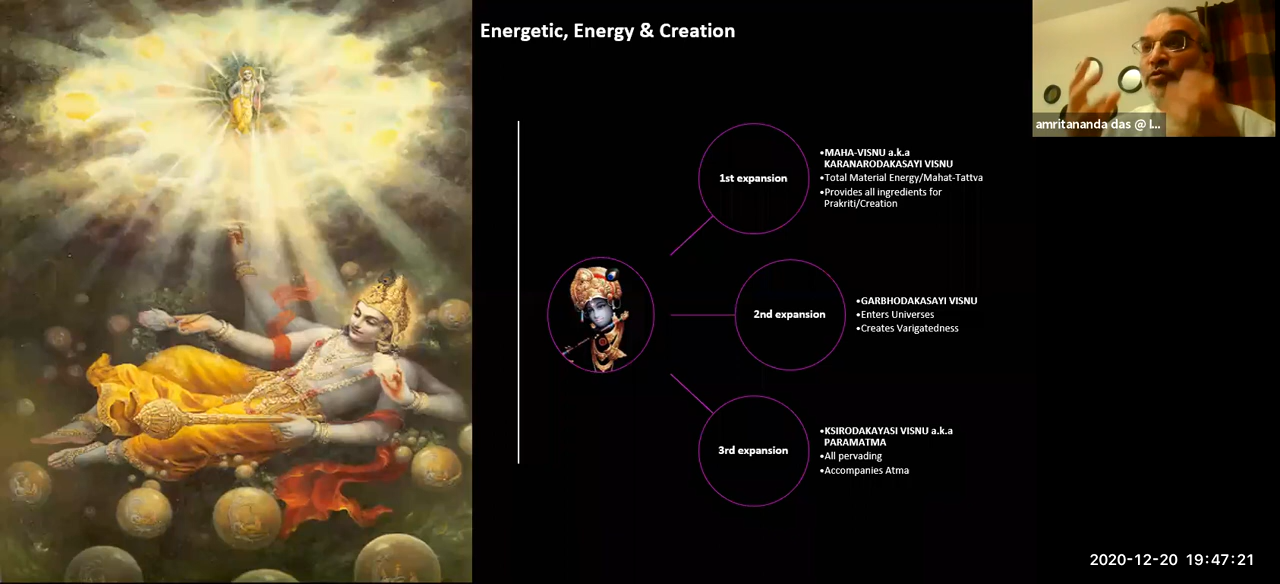 Energetic, Energy & Creation
amritananda das @ I...
1st expansion
•MAHA-VISNU a.k.a
KARANARODAKASAYI VISNU
•Total Material Energy/Mahat-Tattva
•Provides all ingredients for
Prakriti/Creation
2nd expansion
•GARBHODAKASAYI VISNU
•Enters Universes
•Creates Varigatedness
3rd expansion
•KSIRODAKAYASI VISNU a.k.a
PARAMATMA
•All pervading
•Accompanies Atma
2020-12-20 19:47:21